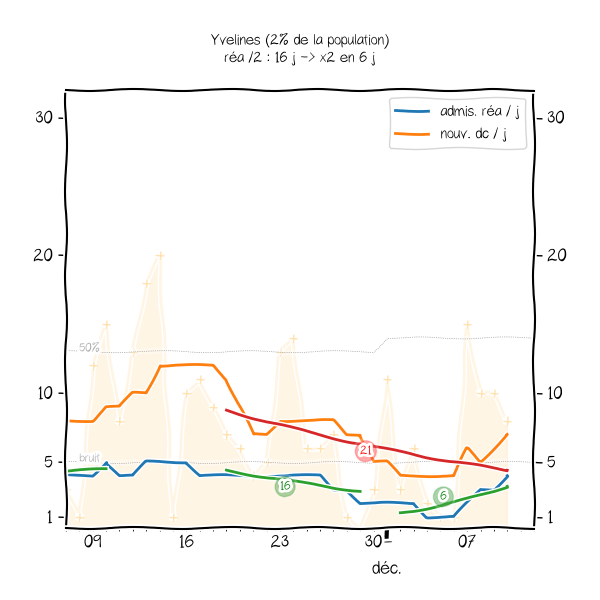 Yvelines (2% de la population)
réa /2 : 16 j -> x2 en 6 j
admis. réa / j
nouv. dc / j
30 30
20 20
50%
10 10
21
5 bruit 5
16 6
1 1
09 16 23 30 07
déc.